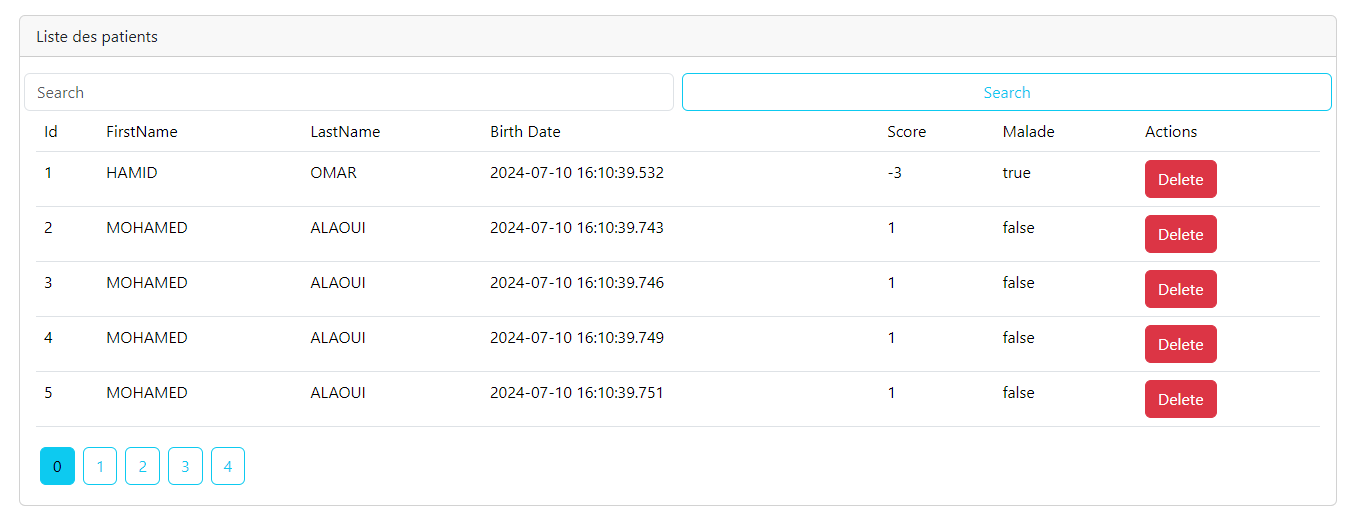 Liste des patients
Search Search
Id FirstName LastName Birth Date Score Malade Actions
1 HAMID OMAR 2024-07-10 16:10:39.532 -3 true Delete
2 MOHAMED ALAOUI 2024-07-10 16:10:39.743 1 false Delete
3 MOHAMED ALAOUI 2024-07-10 16:10:39.746 1 false Delete
4 MOHAMED ALAOUI 2024-07-10 16:10:39.749 1 false Delete
5 MOHAMED ALAOUI 2024-07-10 16:10:39.751 1 false Delete
0 1 2 3 4